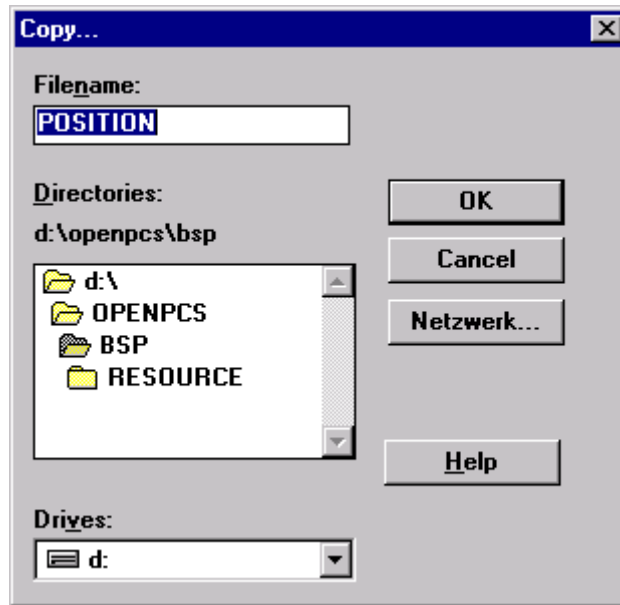 Copy...
Filename:
POSITION
Directories:
d:\openpcs\bsp
d:\
OPENPCS
BSP
RESOURCE
OK
Cancel
Netzwerk...
Help
Drives:
d: